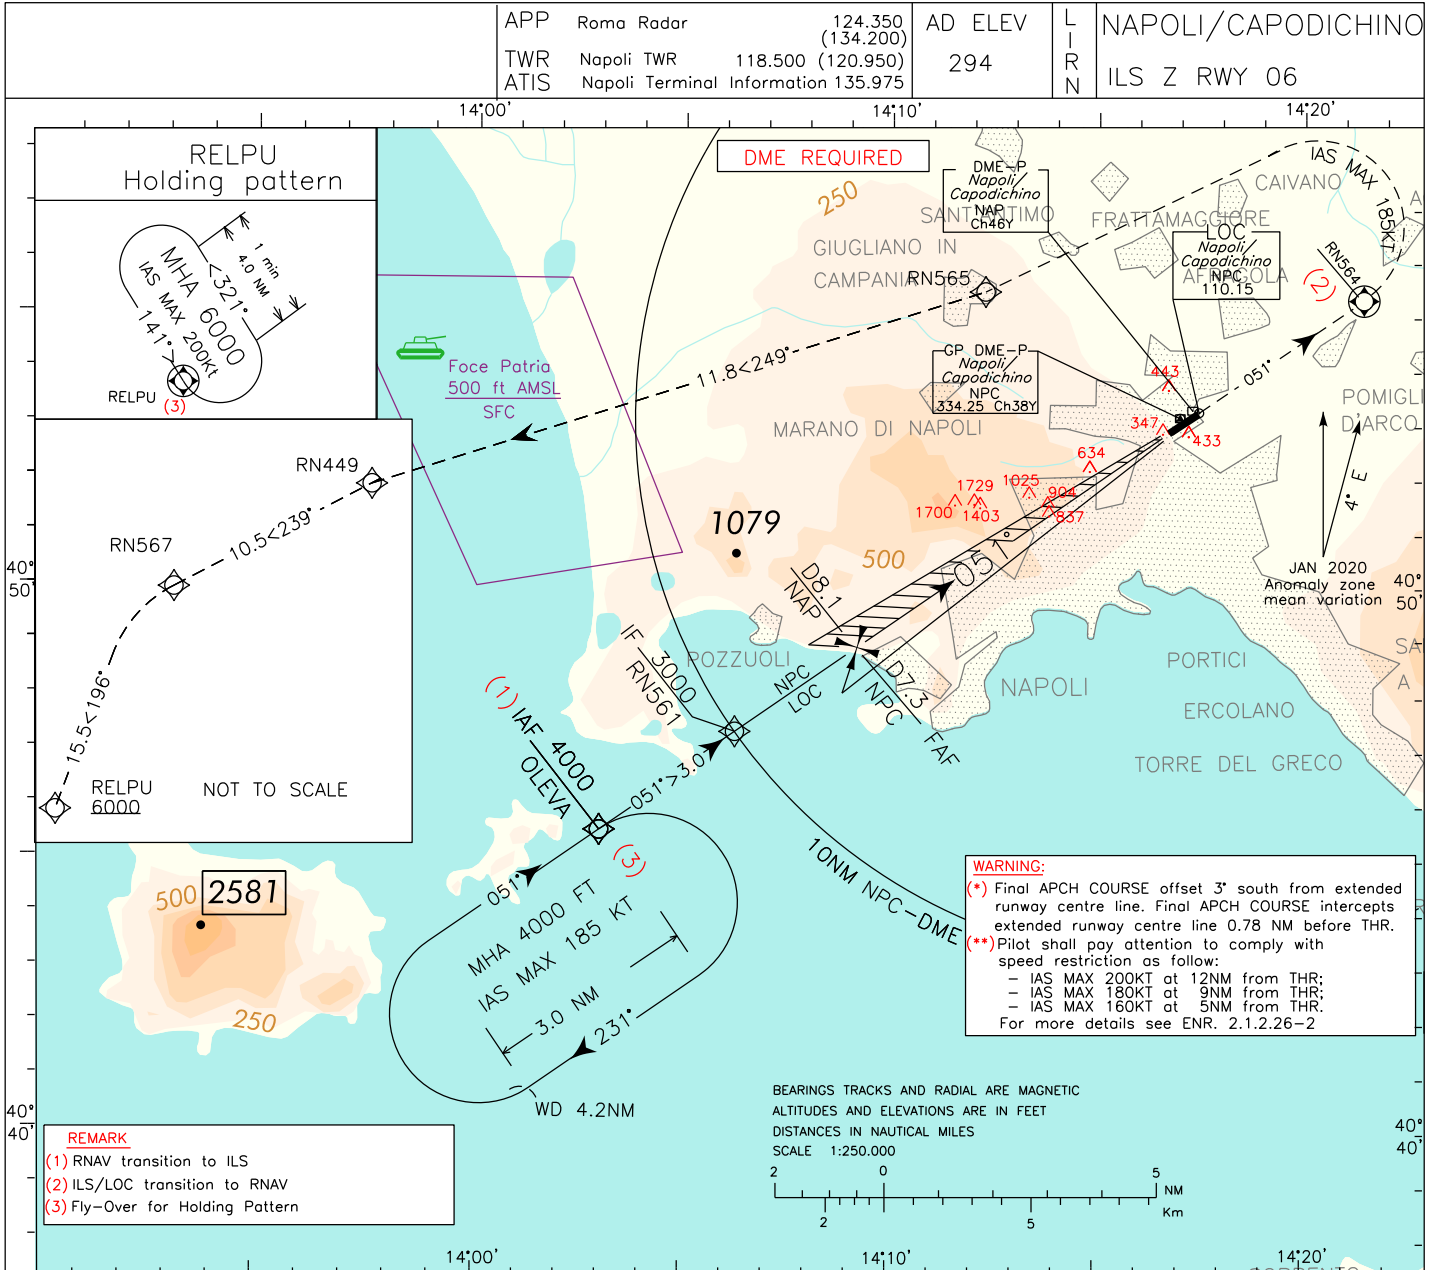 APP Roma Radar 124.350
(134.200)
TWR Napoli TWR 118.500 (120.950)
ATIS Napoli Terminal Information 135.975
AD ELEV
294
L
I
R
N
NAPOLI/CAPODICHINO
ILS Z RWY 06
14°00'
14°10'
14°20'
RELPU
Holding pattern
MHA 6000
IAS MAX 200Kt
<321°
141°>
1 min
4.0 NM
RELPU
(3)
DME REQUIRED
250
DME-P
Napoli/
Capodichino
NAP
Ch46Y
SANT'ANTIMO
GIUGLIANO IN
CAMPANIA
RN565
FRATTAMAGGIORE
CAIVANO
IAS MAX 185KT
A
LOC
Napoli/
Capodichino
NPC
110.15
AFRAGOLA
RN564
(2)
051°
Foce Patria
500 ft AMSL
SFC
11.8<249°
GP DME-P
Napoli/
Capodichino
NPC
334.25 Ch38Y
443
347
433
POMIGLI
D'ARCO
4° E
JAN 2020
Anomaly zone
mean variation
MARANO DI NAPOLI
634
1025
1729
904
1700
1403
837
1079
500
051°
RN449
10.5<239°
RN567
15.5<196°
RELPU
6000
NOT TO SCALE
40°
50'
40°
50'
D8.1
NAP
POZZUOLI
IF 3000
RN561
NPC
LOC
D7.3
NPC
FAF
NAPOLI
PORTICI
ERCOLANO
TORRE DEL GRECO
SA
A
(1)
IAF 4000
OLEVA
051°>3.0
(3)
051°
MHA 4000 FT
IAS MAX 185 KT
3.0 NM
231°
WD 4.2NM
10NM NPC-DME
500
2581
250
WARNING:
(*) Final APCH COURSE offset 3° south from extended
runway centre line. Final APCH COURSE intercepts
extended runway centre line 0.78 NM before THR.
(**) Pilot shall pay attention to comply with
speed restriction as follow:
- IAS MAX 200KT at 12NM from THR;
- IAS MAX 180KT at 9NM from THR;
- IAS MAX 160KT at 5NM from THR.
For more details see ENR. 2.1.2.26-2
BEARINGS TRACKS AND RADIAL ARE MAGNETIC
ALTITUDES AND ELEVATIONS ARE IN FEET
DISTANCES IN NAUTICAL MILES
SCALE 1:250.000
2 0 5
NM
Km
2 5
40°
40'
40°
40'
REMARK
(1) RNAV transition to ILS
(2) ILS/LOC transition to RNAV
(3) Fly-Over for Holding Pattern
14°00'
14°10'
14°20'